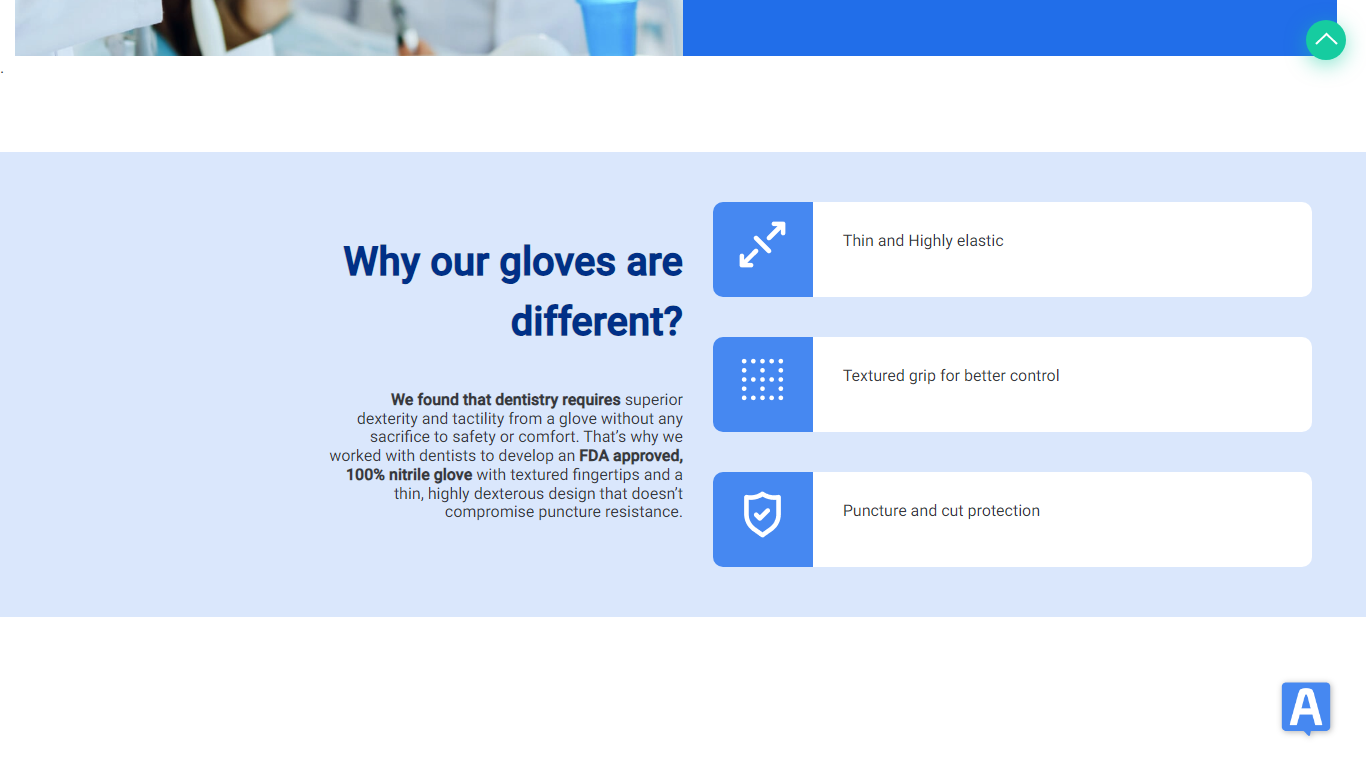 Why our gloves are
different?
We found that dentistry requires superior
dexterity and tactility from a glove without any
sacrifice to safety or comfort. That’s why we
worked with dentists to develop an FDA approved,
100% nitrile glove with textured fingertips and a
thin, highly dexterous design that doesn’t
compromise puncture resistance.
Thin and Highly elastic
Textured grip for better control
Puncture and cut protection
A